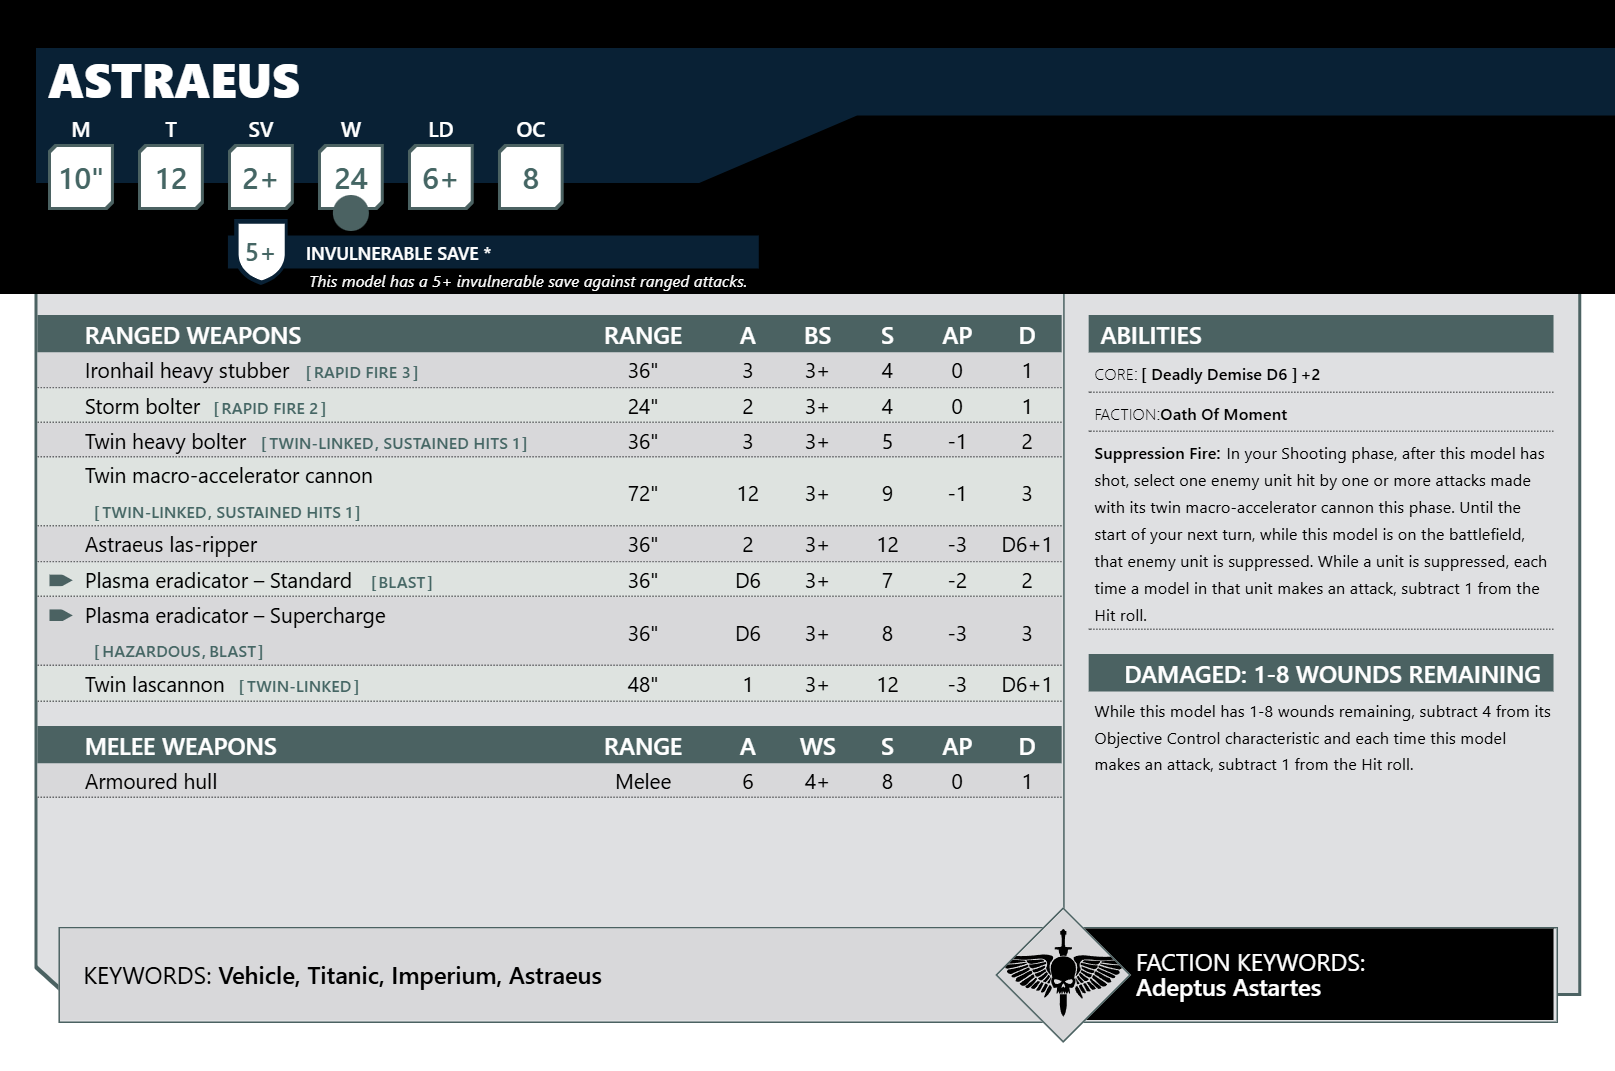 ASTRAEUS
M T SV W LD OC
10" 12 2+ 24 6+ 8
5+ INVULNERABLE SAVE *
This model has a 5+ invulnerable save against ranged attacks.
RANGED WEAPONS RANGE A BS S AP D
Ironhail heavy stubber [RAPID FIRE 3] 36" 3 3+ 4 0 1
Storm bolter [RAPID FIRE 2] 24" 2 3+ 4 0 1
Twin heavy bolter [TWIN-LINKED, SUSTAINED HITS 1] 36" 3 3+ 5 -1 2
Twin macro-accelerator cannon
[TWIN-LINKED, SUSTAINED HITS 1] 72" 12 3+ 9 -1 3
Astraeus las-ripper 36" 2 3+ 12 -3 D6+1
Plasma eradicator – Standard [BLAST] 36" D6 3+ 7 -2 2
Plasma eradicator – Supercharge
[HAZARDOUS, BLAST] 36" D6 3+ 8 -3 3
Twin lascannon [TWIN-LINKED] 48" 1 3+ 12 -3 D6+1
MELEE WEAPONS RANGE A WS S AP D
Armoured hull Melee 6 4+ 8 0 1
ABILITIES
CORE: [ Deadly Demise D6 ] +2
FACTION:Oath Of Moment
Suppression Fire: In your Shooting phase, after this model has
shot, select one enemy unit hit by one or more attacks made
with its twin macro-accelerator cannon this phase. Until the
start of your next turn, while this model is on the battlefield,
that enemy unit is suppressed. While a unit is suppressed, each
time a model in that unit makes an attack, subtract 1 from the
Hit roll.
DAMAGED: 1-8 WOUNDS REMAINING
While this model has 1-8 wounds remaining, subtract 4 from its
Objective Control characteristic and each time this model
makes an attack, subtract 1 from the Hit roll.
KEYWORDS: Vehicle, Titanic, Imperium, Astraeus
FACTION KEYWORDS:
Adeptus Astartes